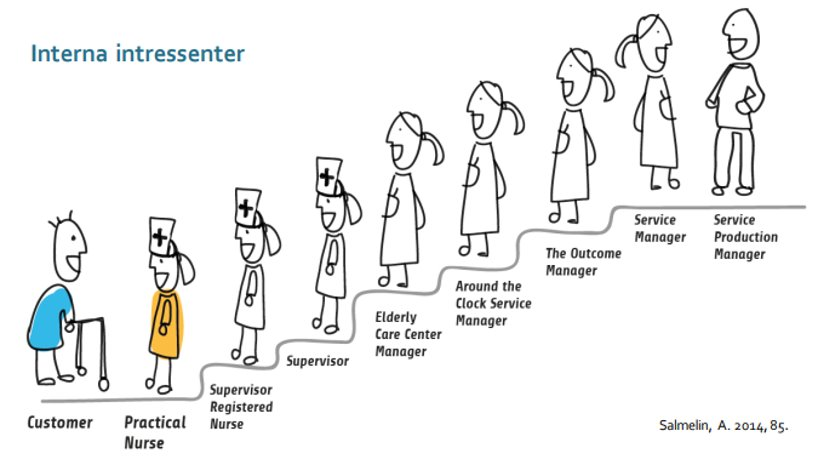 Interna intressenter
Customer
Practical
Nurse
Supervisor
Registered
Nurse
Supervisor
Elderly
Care Center
Manager
Around the
Clock Service
Manager
The Outcome
Manager
Service
Manager
Service
Production
Manager
Salmelin, A. 2014, 85.